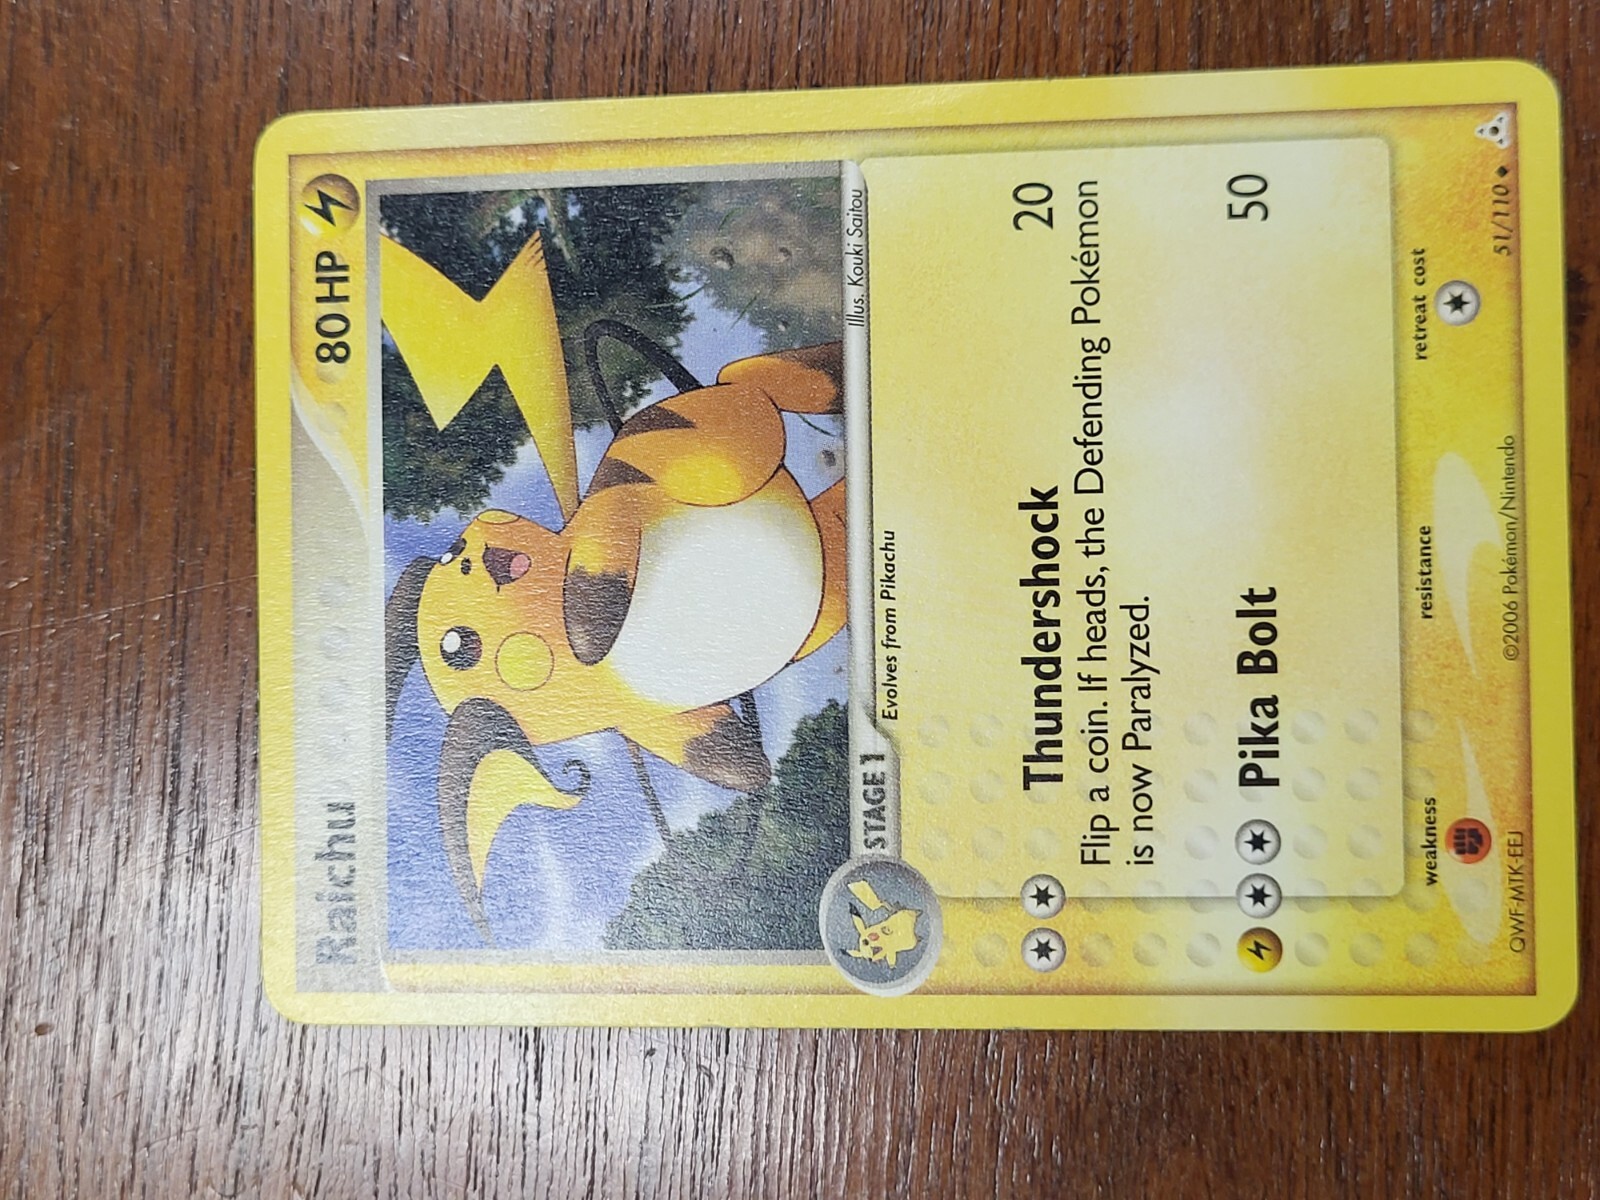 Raichu 80 HP
Illus. Kouki Saitou
STAGE 1 Evolves from Pikachu
Thundershock 20
Flip a coin. If heads, the Defending Pokémon
is now Paralyzed.
Pika Bolt 50
weakness resistance retreat cost
QWF-MTK-EEJ ©2006 Pokémon/Nintendo 51/110